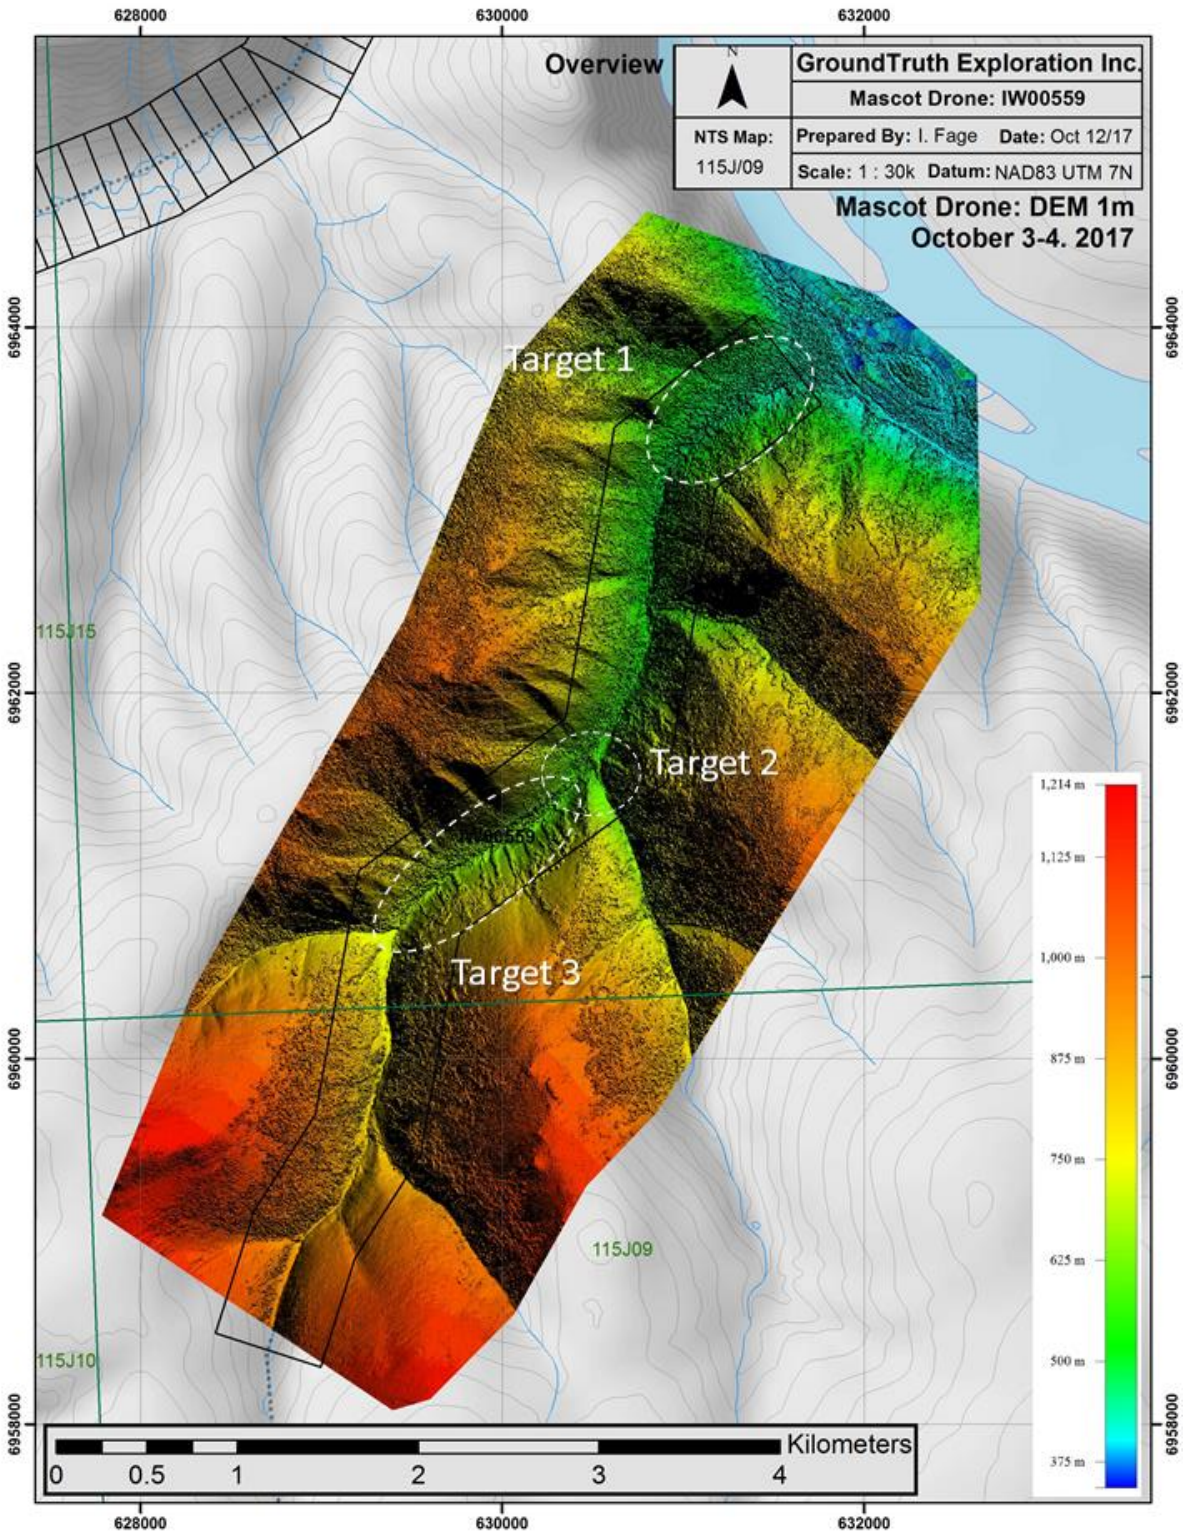 628000 630000 632000
Overview
N
GroundTruth Exploration Inc.
Mascot Drone: IW00559
NTS Map:
115J/09
Prepared By: I. Fage Date: Oct 12/17
Scale: 1 : 30k Datum: NAD83 UTM 7N
Mascot Drone: DEM 1m
October 3-4. 2017
6964000 6964000
Target 1
115J15
6962000 6962000
Target 2
IW00559
Target 3
6960000 6960000
115J09
115J10
1,214 m
1,125 m
1,000 m
875 m
750 m
625 m
500 m
375 m
6958000 6958000
Kilometers
0 0.5 1 2 3 4
628000 630000 632000